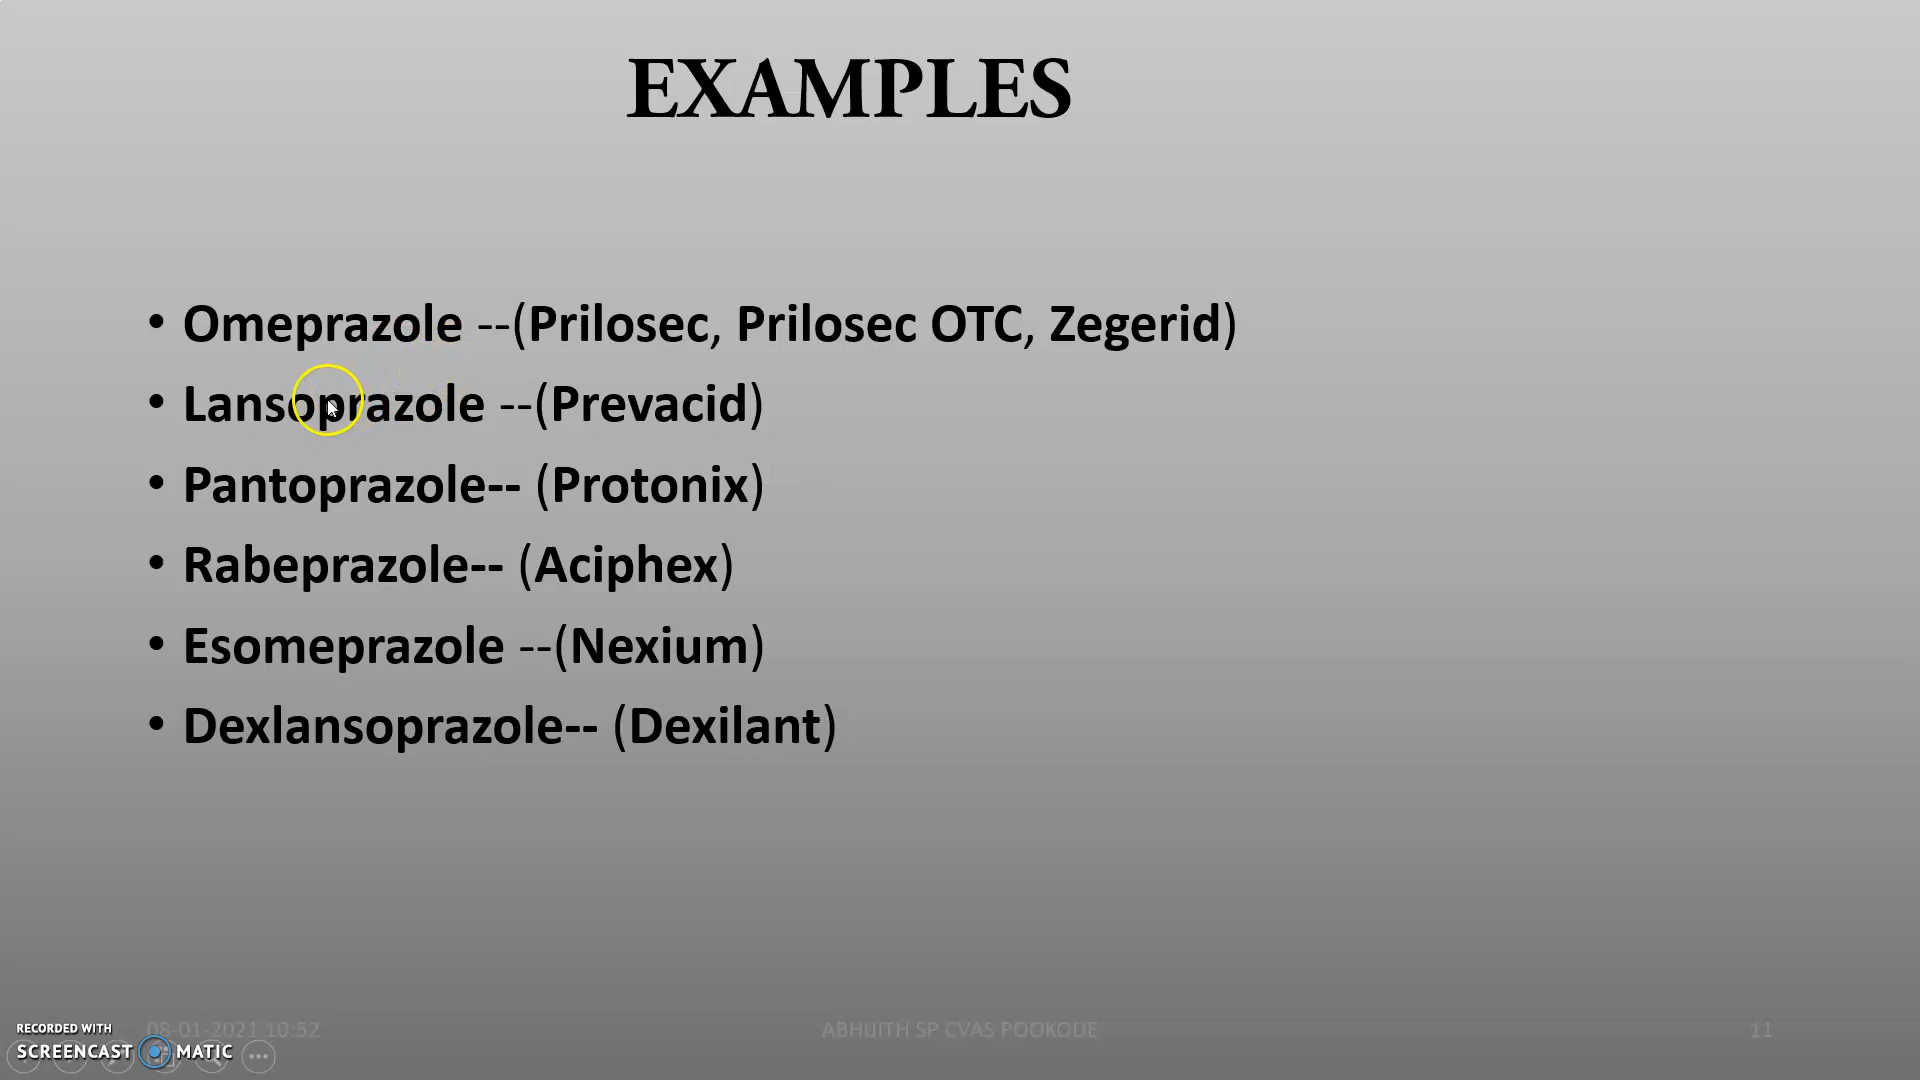 EXAMPLES
• Omeprazole --(Prilosec, Prilosec OTC, Zegerid)
• Lansoprazole --(Prevacid)
• Pantoprazole-- (Protonix)
• Rabeprazole-- (Aciphex)
• Esomeprazole --(Nexium)
• Dexlansoprazole-- (Dexilant)
08-01-2021 10:52 ABHIJITH SP CVAS POOKODE 11
RECORDED WITH
SCREENCAST MATIC